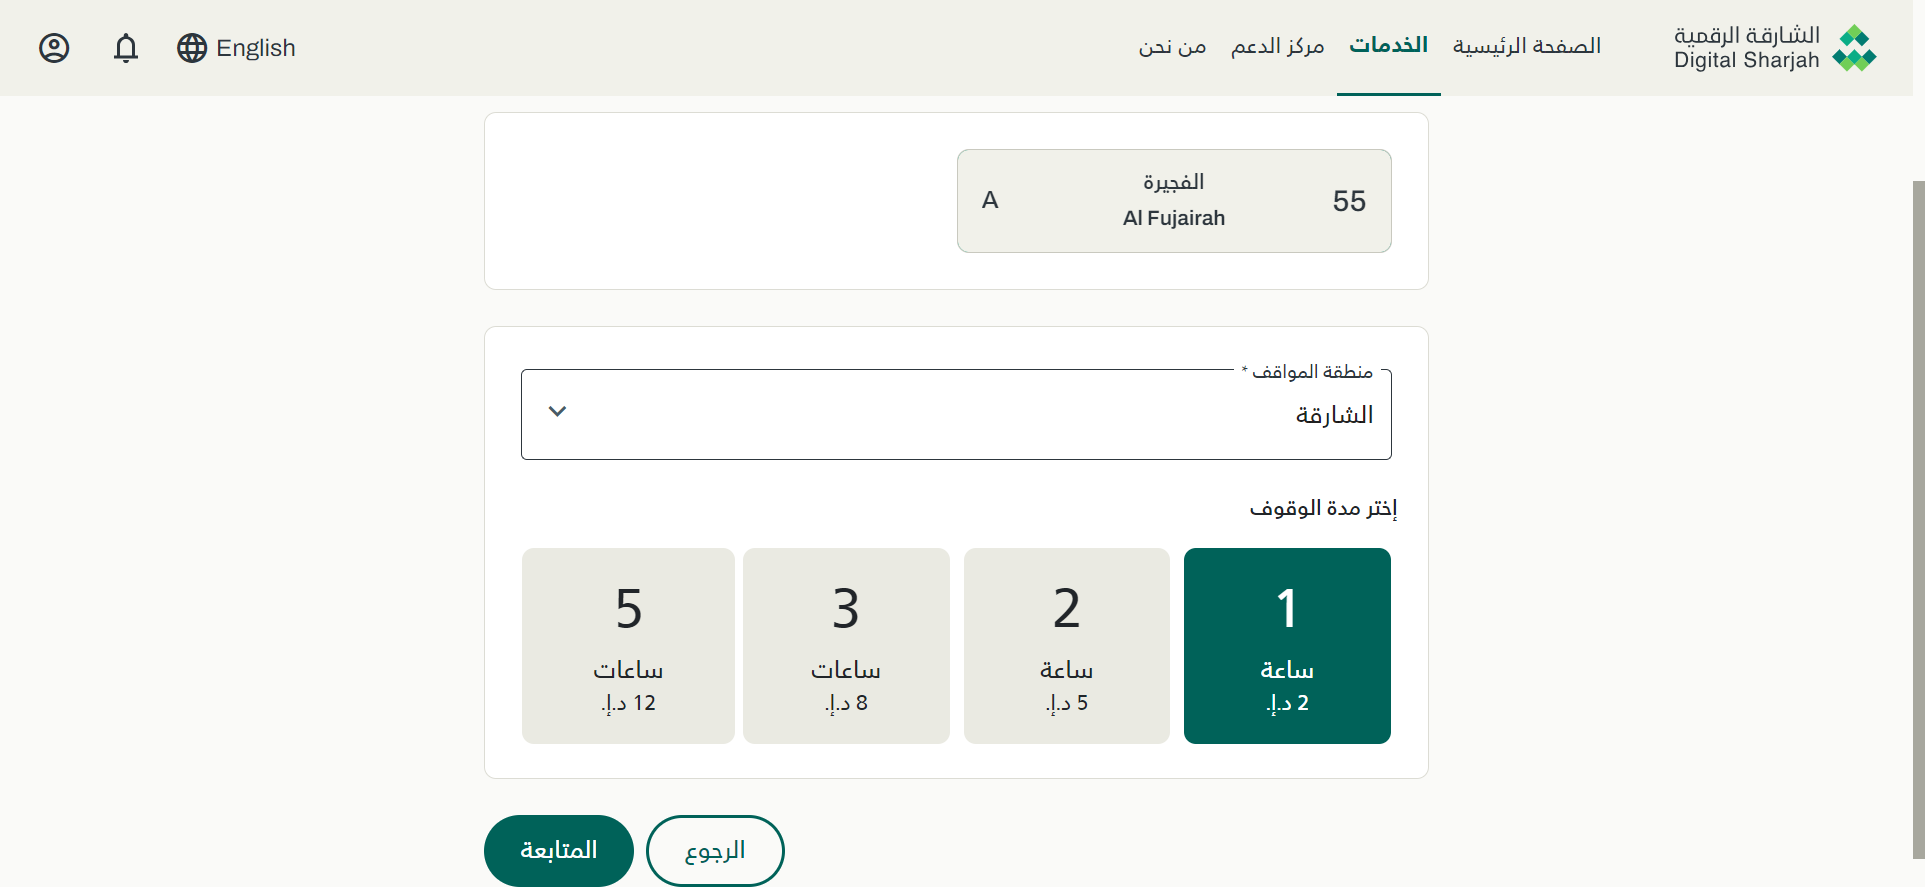 الشارقة الرقمية
Digital Sharjah
الصفحة الرئيسية
الخدمات
مركز الدعم
من نحن
English
55
الفجيرة
Al Fujairah
A
منطقة المواقف *
الشارقة
إختر مدة الوقوف
1
ساعة
2 د.إ.
2
ساعة
5 د.إ.
3
ساعات
8 د.إ.
5
ساعات
12 د.إ.
الرجوع
المتابعة